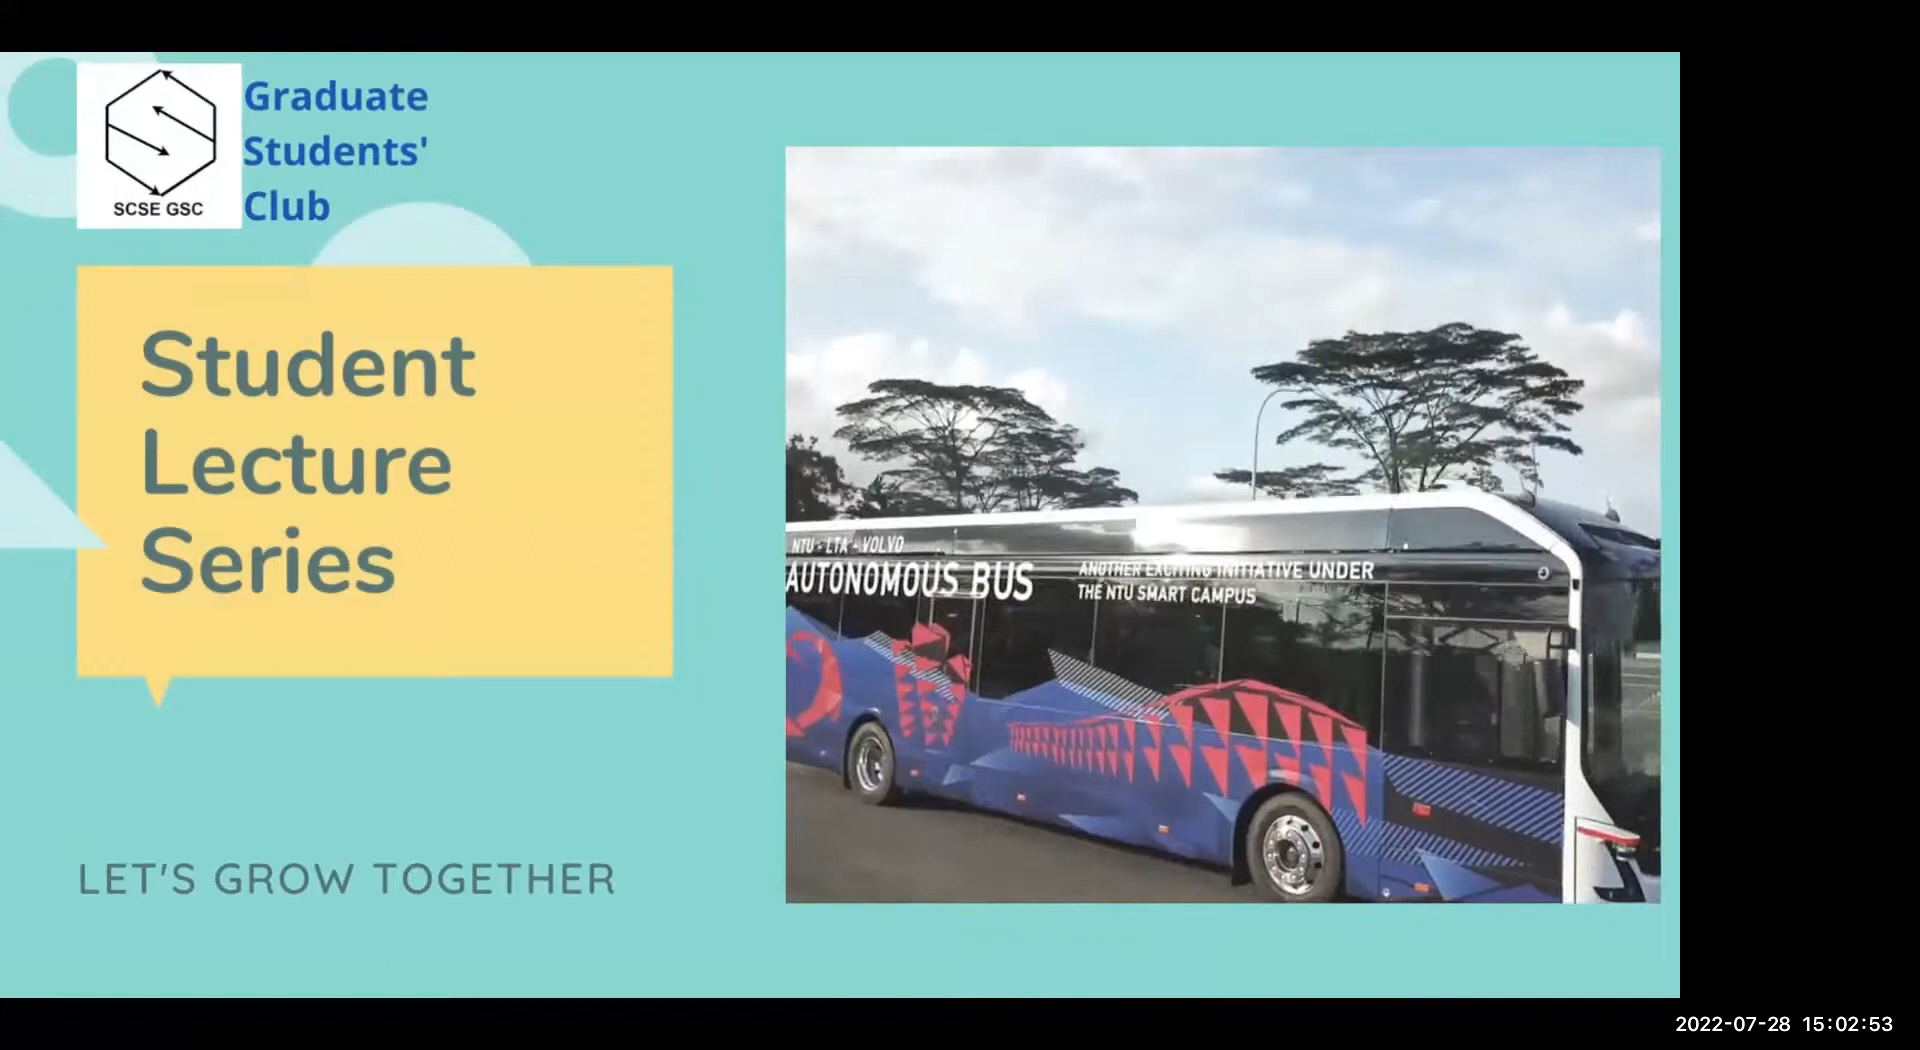 SCSE GSC
Graduate
Students'
Club
Student
Lecture
Series
LET'S GROW TOGETHER
NTU - LTA - VOLVO
AUTONOMOUS BUS
ANOTHER EXCITING INITIATIVE UNDER
THE NTU SMART CAMPUS
2022-07-28 15:02:53